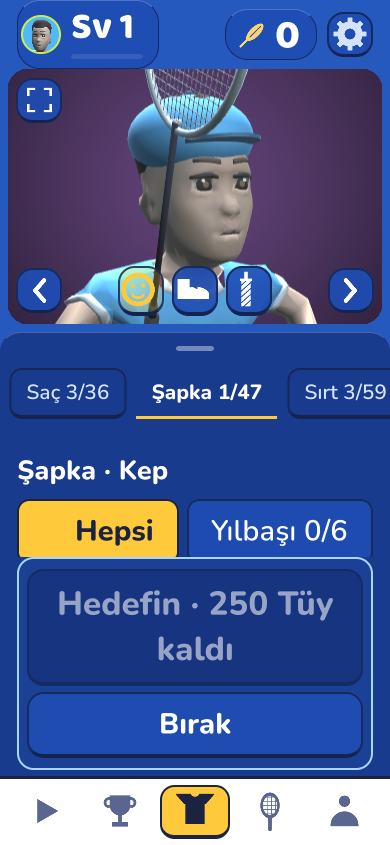 Sv 1
0
Saç 3/36
Şapka 1/47
Sırt 3/59
Şapka · Kep
Hepsi
Yılbaşı 0/6
Hedefin · 250 Tüy
kaldı
Bırak